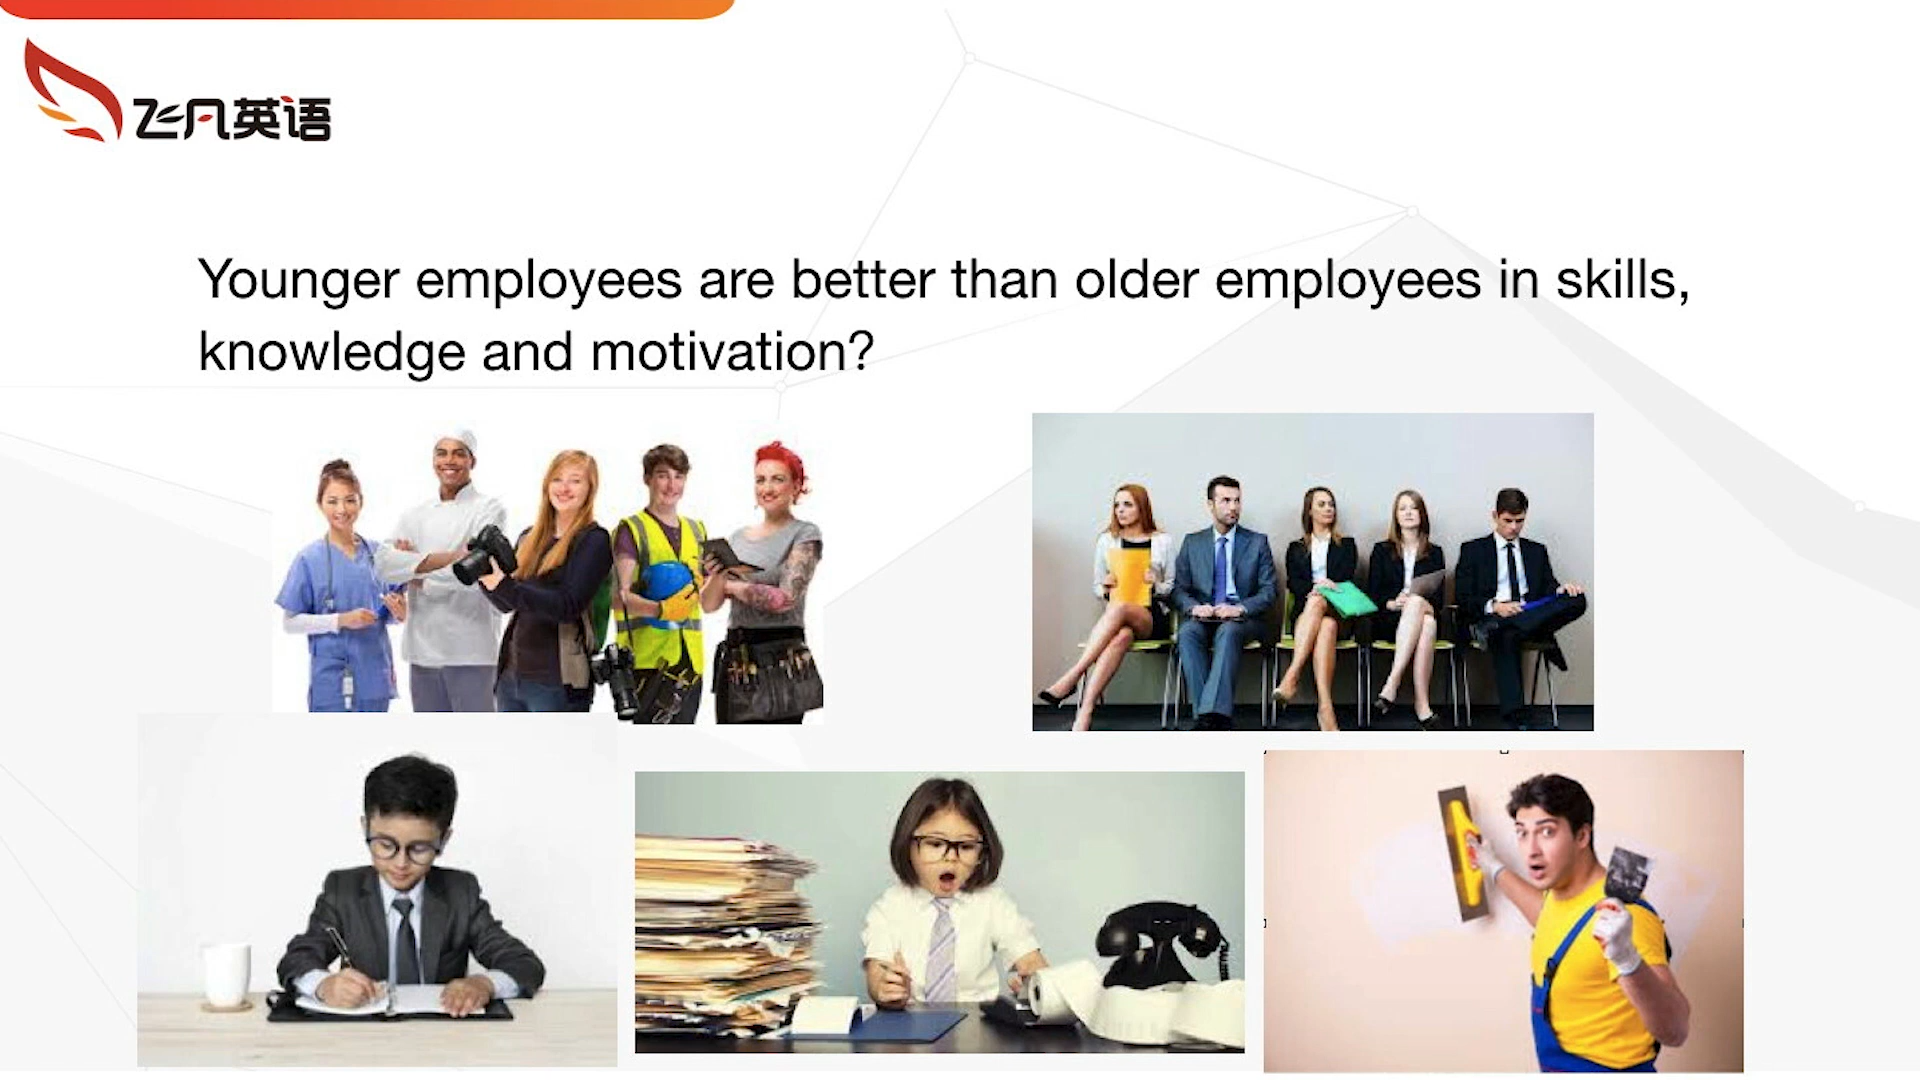 飞凡英语
Younger employees are better than older employees in skills,
knowledge and motivation?